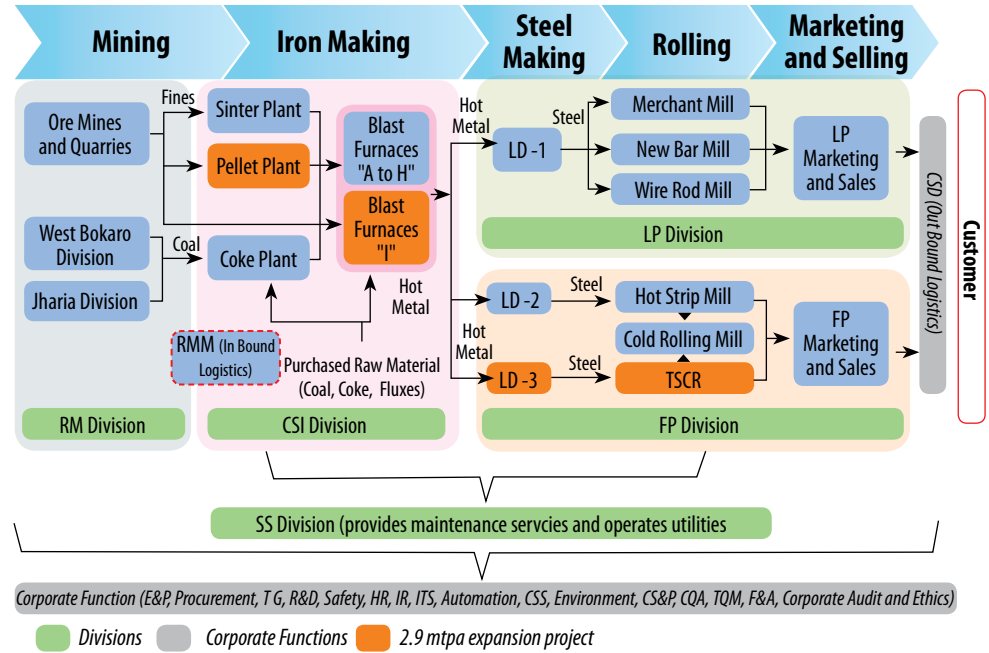 Mining
Iron Making
Steel
Making
Rolling
Marketing
and Selling
Ore Mines
and Quarries
West Bokaro
Division
Jharia Division
RM Division
Fines
Coal
Sinter Plant
Pellet Plant
Coke Plant
Blast
Furnaces
"A to H"
Blast
Furnaces
"I"
RMM (In Bound
Logistics)
Purchased Raw Material
(Coal, Coke, Fluxes)
CSI Division
Hot
Metal
Hot
Metal
Hot
Metal
LD -1
Steel
Merchant Mill
New Bar Mill
Wire Rod Mill
LP
Marketing
and Sales
LP Division
LD -2
Steel
Hot Strip Mill
Cold Rolling Mill
LD -3
Steel
TSCR
FP
Marketing
and Sales
FP Division
CSD (Out Bound Logistics)
Customer
SS Division (provides maintenance servcies and operates utilities
Corporate Function (E&P, Procurement, T G, R&D, Safety, HR, IR, ITS, Automation, CSS, Environment, CS&P, CQA, TQM, F&A, Corporate Audit and Ethics)
Divisions
Corporate Functions
2.9 mtpa expansion project